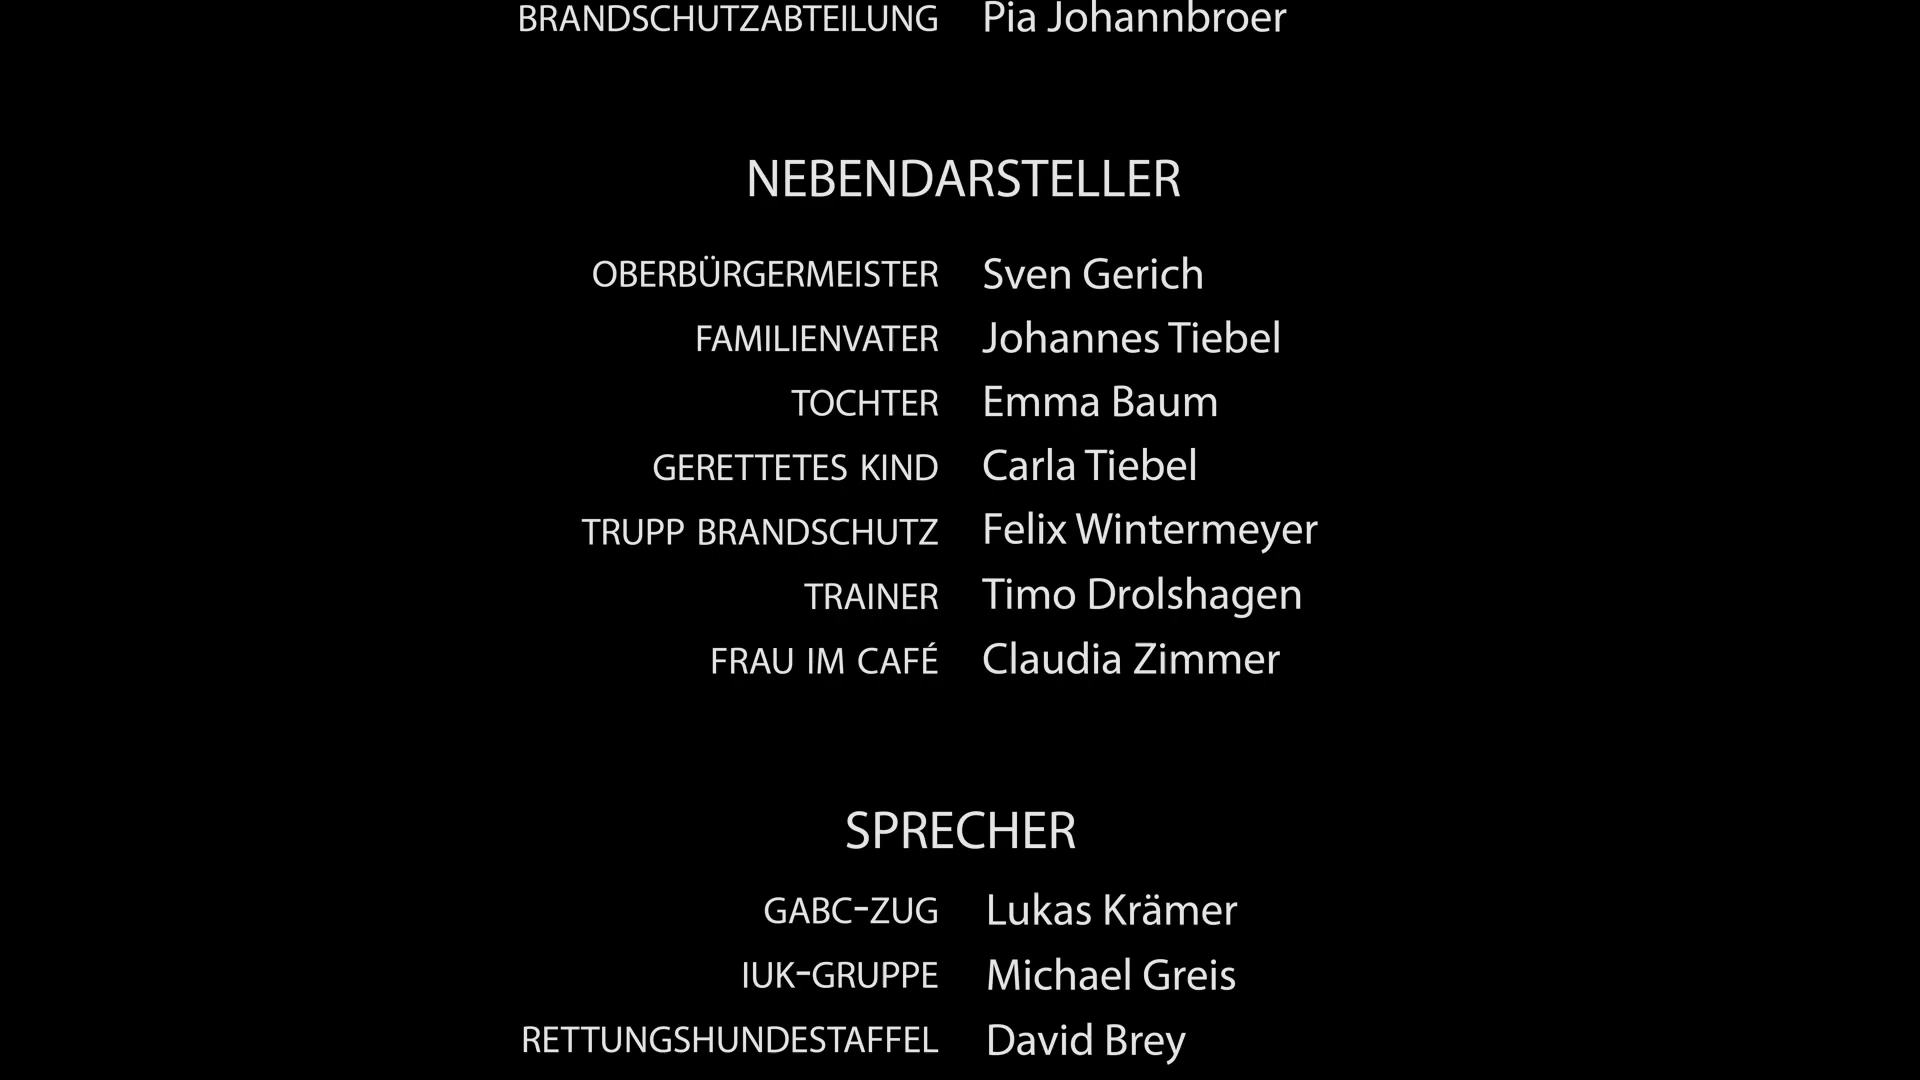 BRANDSCHUTZABTEILUNG Pia Johannbroer
NEBENDARSTELLER
OBERBÜRGERMEISTER Sven Gerich
FAMILIENVATER Johannes Tiebel
TOCHTER Emma Baum
GERETTETES KIND Carla Tiebel
TRUPP BRANDSCHUTZ Felix Wintermeyer
TRAINER Timo Drolshagen
FRAU IM CAFÉ Claudia Zimmer
SPRECHER
GABC-ZUG Lukas Krämer
IUK-GRUPPE Michael Greis
RETTUNGSHUNDESTAFFEL David Brey